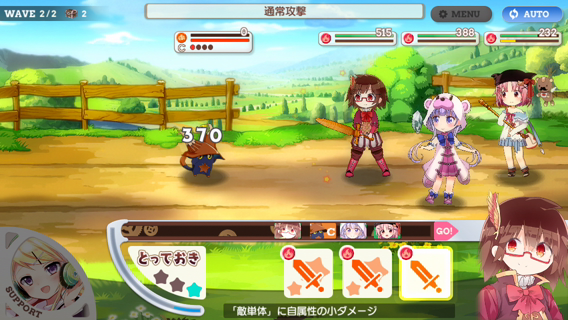 WAVE 2/2 2
通常攻撃
MENU
AUTO
0
C
515
388
232
370
C
GO!
とっておき
SUPPORT
「敵単体」に自属性の小ダメージ